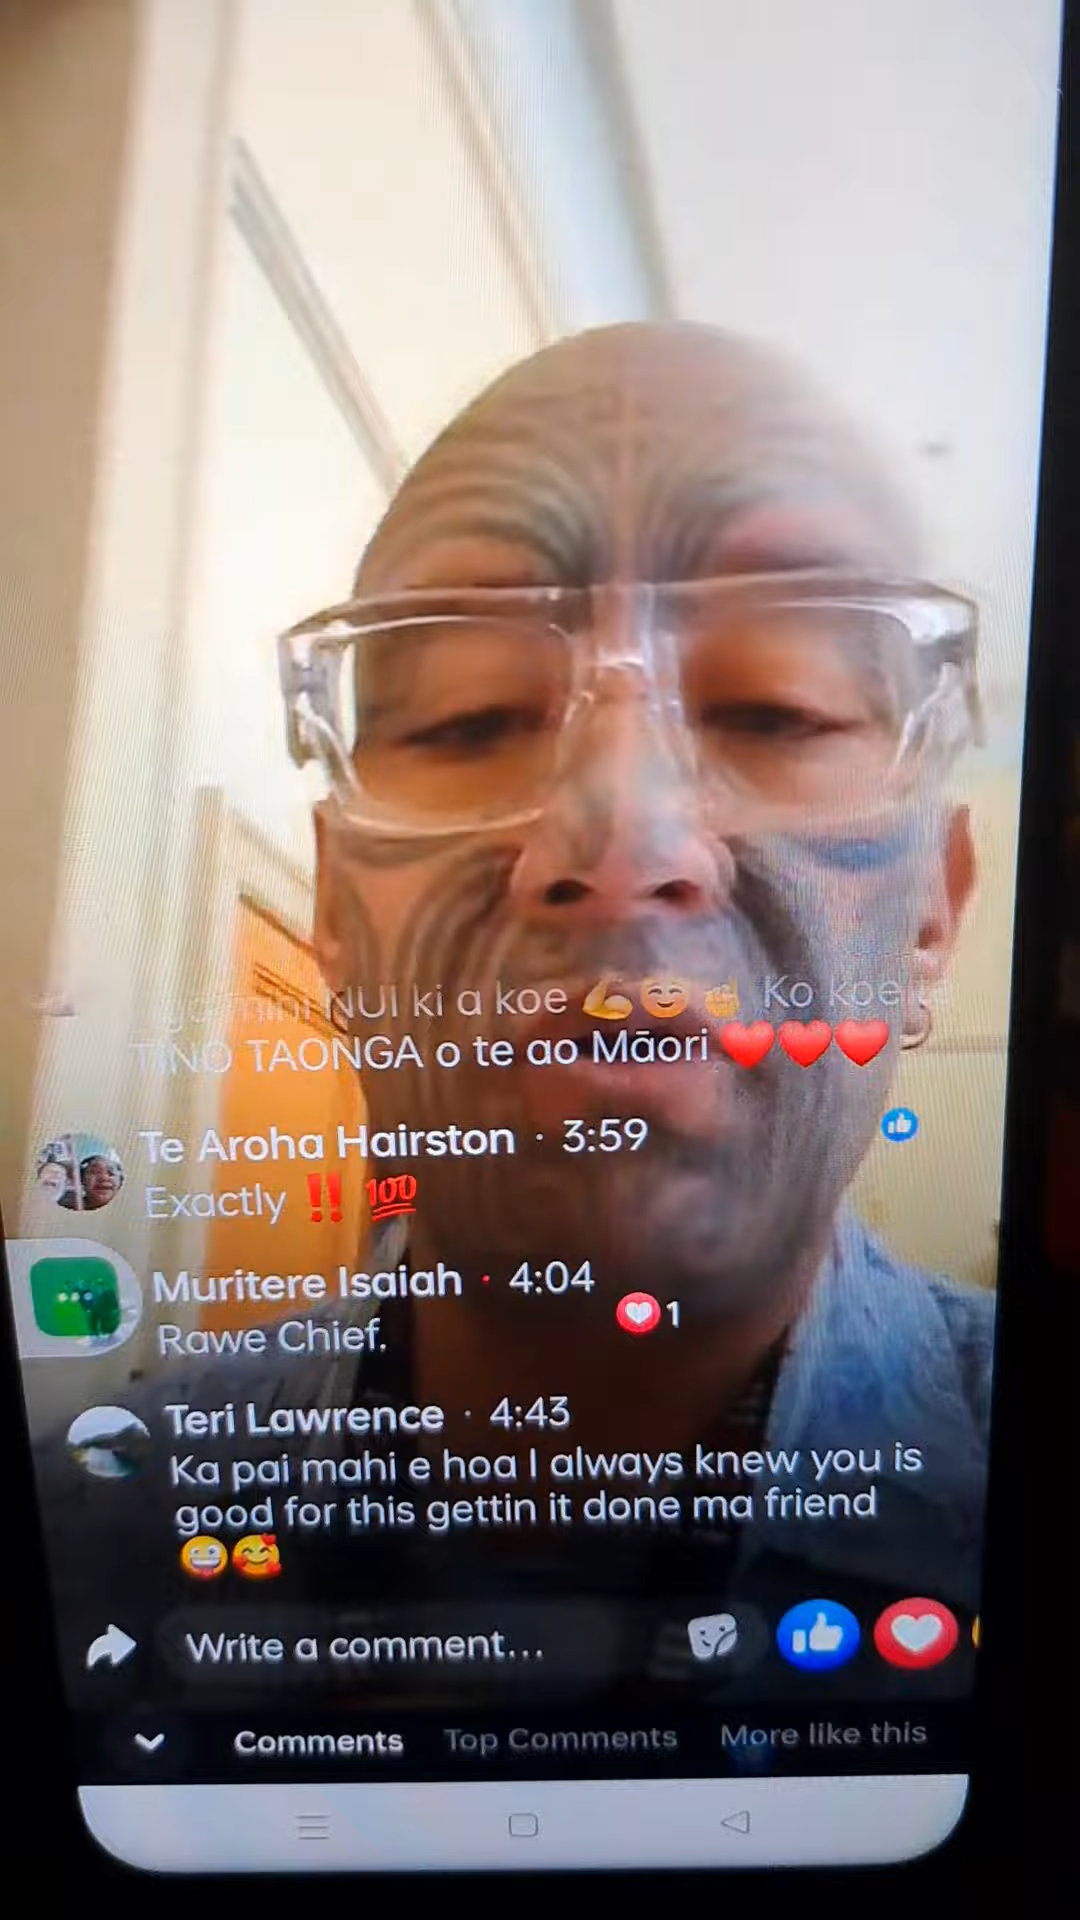 NUI ki a koe 💪😊☝ Ko koe te
TINO TAONGA o te ao Māori ❤❤❤
Te Aroha Hairston · 3:59
Exactly ‼ 💯
Muritere Isaiah · 4:04
Rawe Chief.
1
Teri Lawrence · 4:43
Ka pai mahi e hoa I always knew you is
good for this gettin it done ma friend
😀🥰
Write a comment...
Comments Top Comments More like this